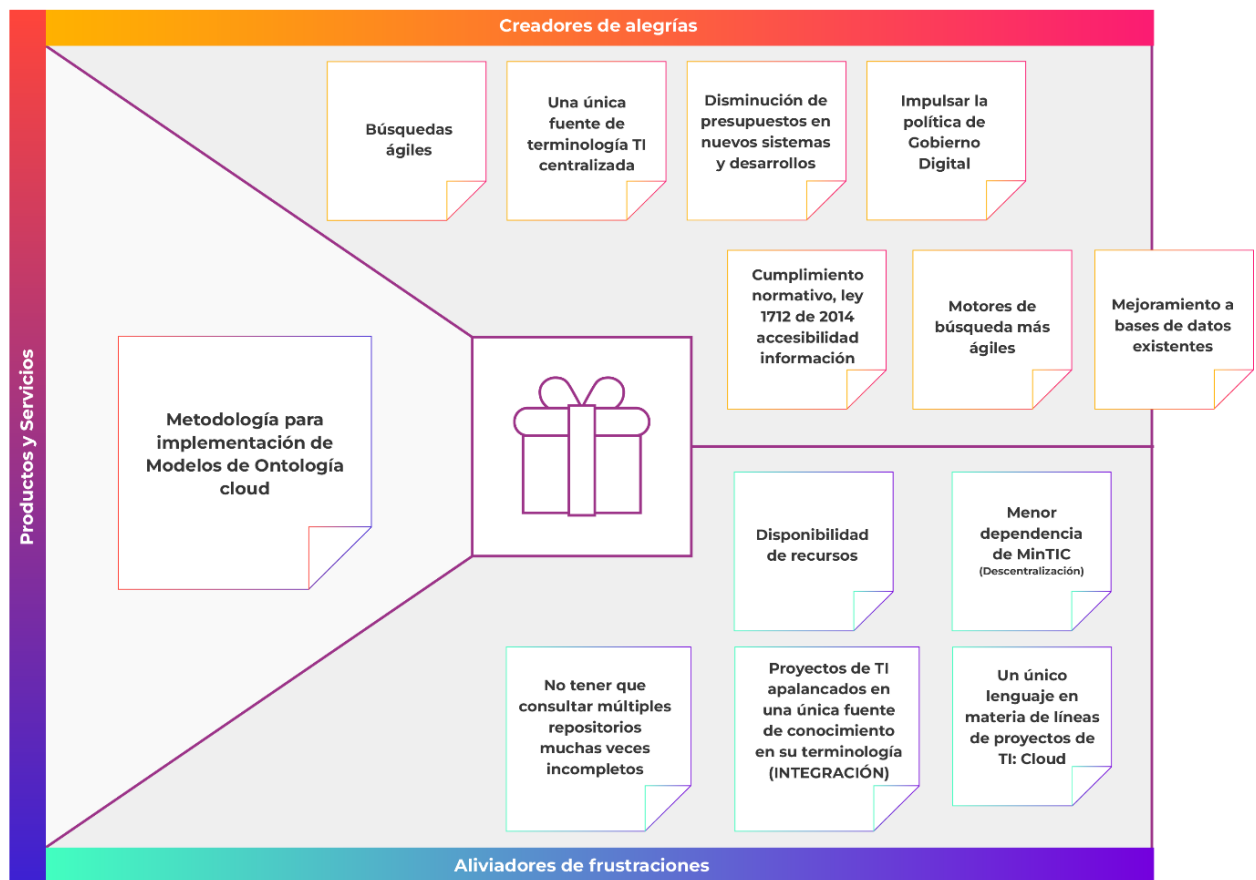 Creadores de alegrías
Búsquedas
ágiles
Una única
fuente de
terminología TI
centralizada
Disminución de
presupuestos en
nuevos sistemas
y desarrollos
Impulsar la
política de
Gobierno
Digital
Cumplimiento
normativo, ley
1712 de 2014
accesibilidad
información
Motores de
búsqueda más
ágiles
Mejoramiento a
bases de datos
existentes
Productos y Servicios
Metodología para
implementación de
Modelos de Ontología
cloud
Disponibilidad
de recursos
Menor
dependencia
de MinTIC
(Descentralización)
No tener que
consultar múltiples
repositorios
muchas veces
incompletos
Proyectos de TI
apalancados en
una única fuente
de conocimiento
en su terminología
(INTEGRACIÓN)
Un único
lenguaje en
materia de líneas
de proyectos de
TI: Cloud
Aliviadores de frustraciones